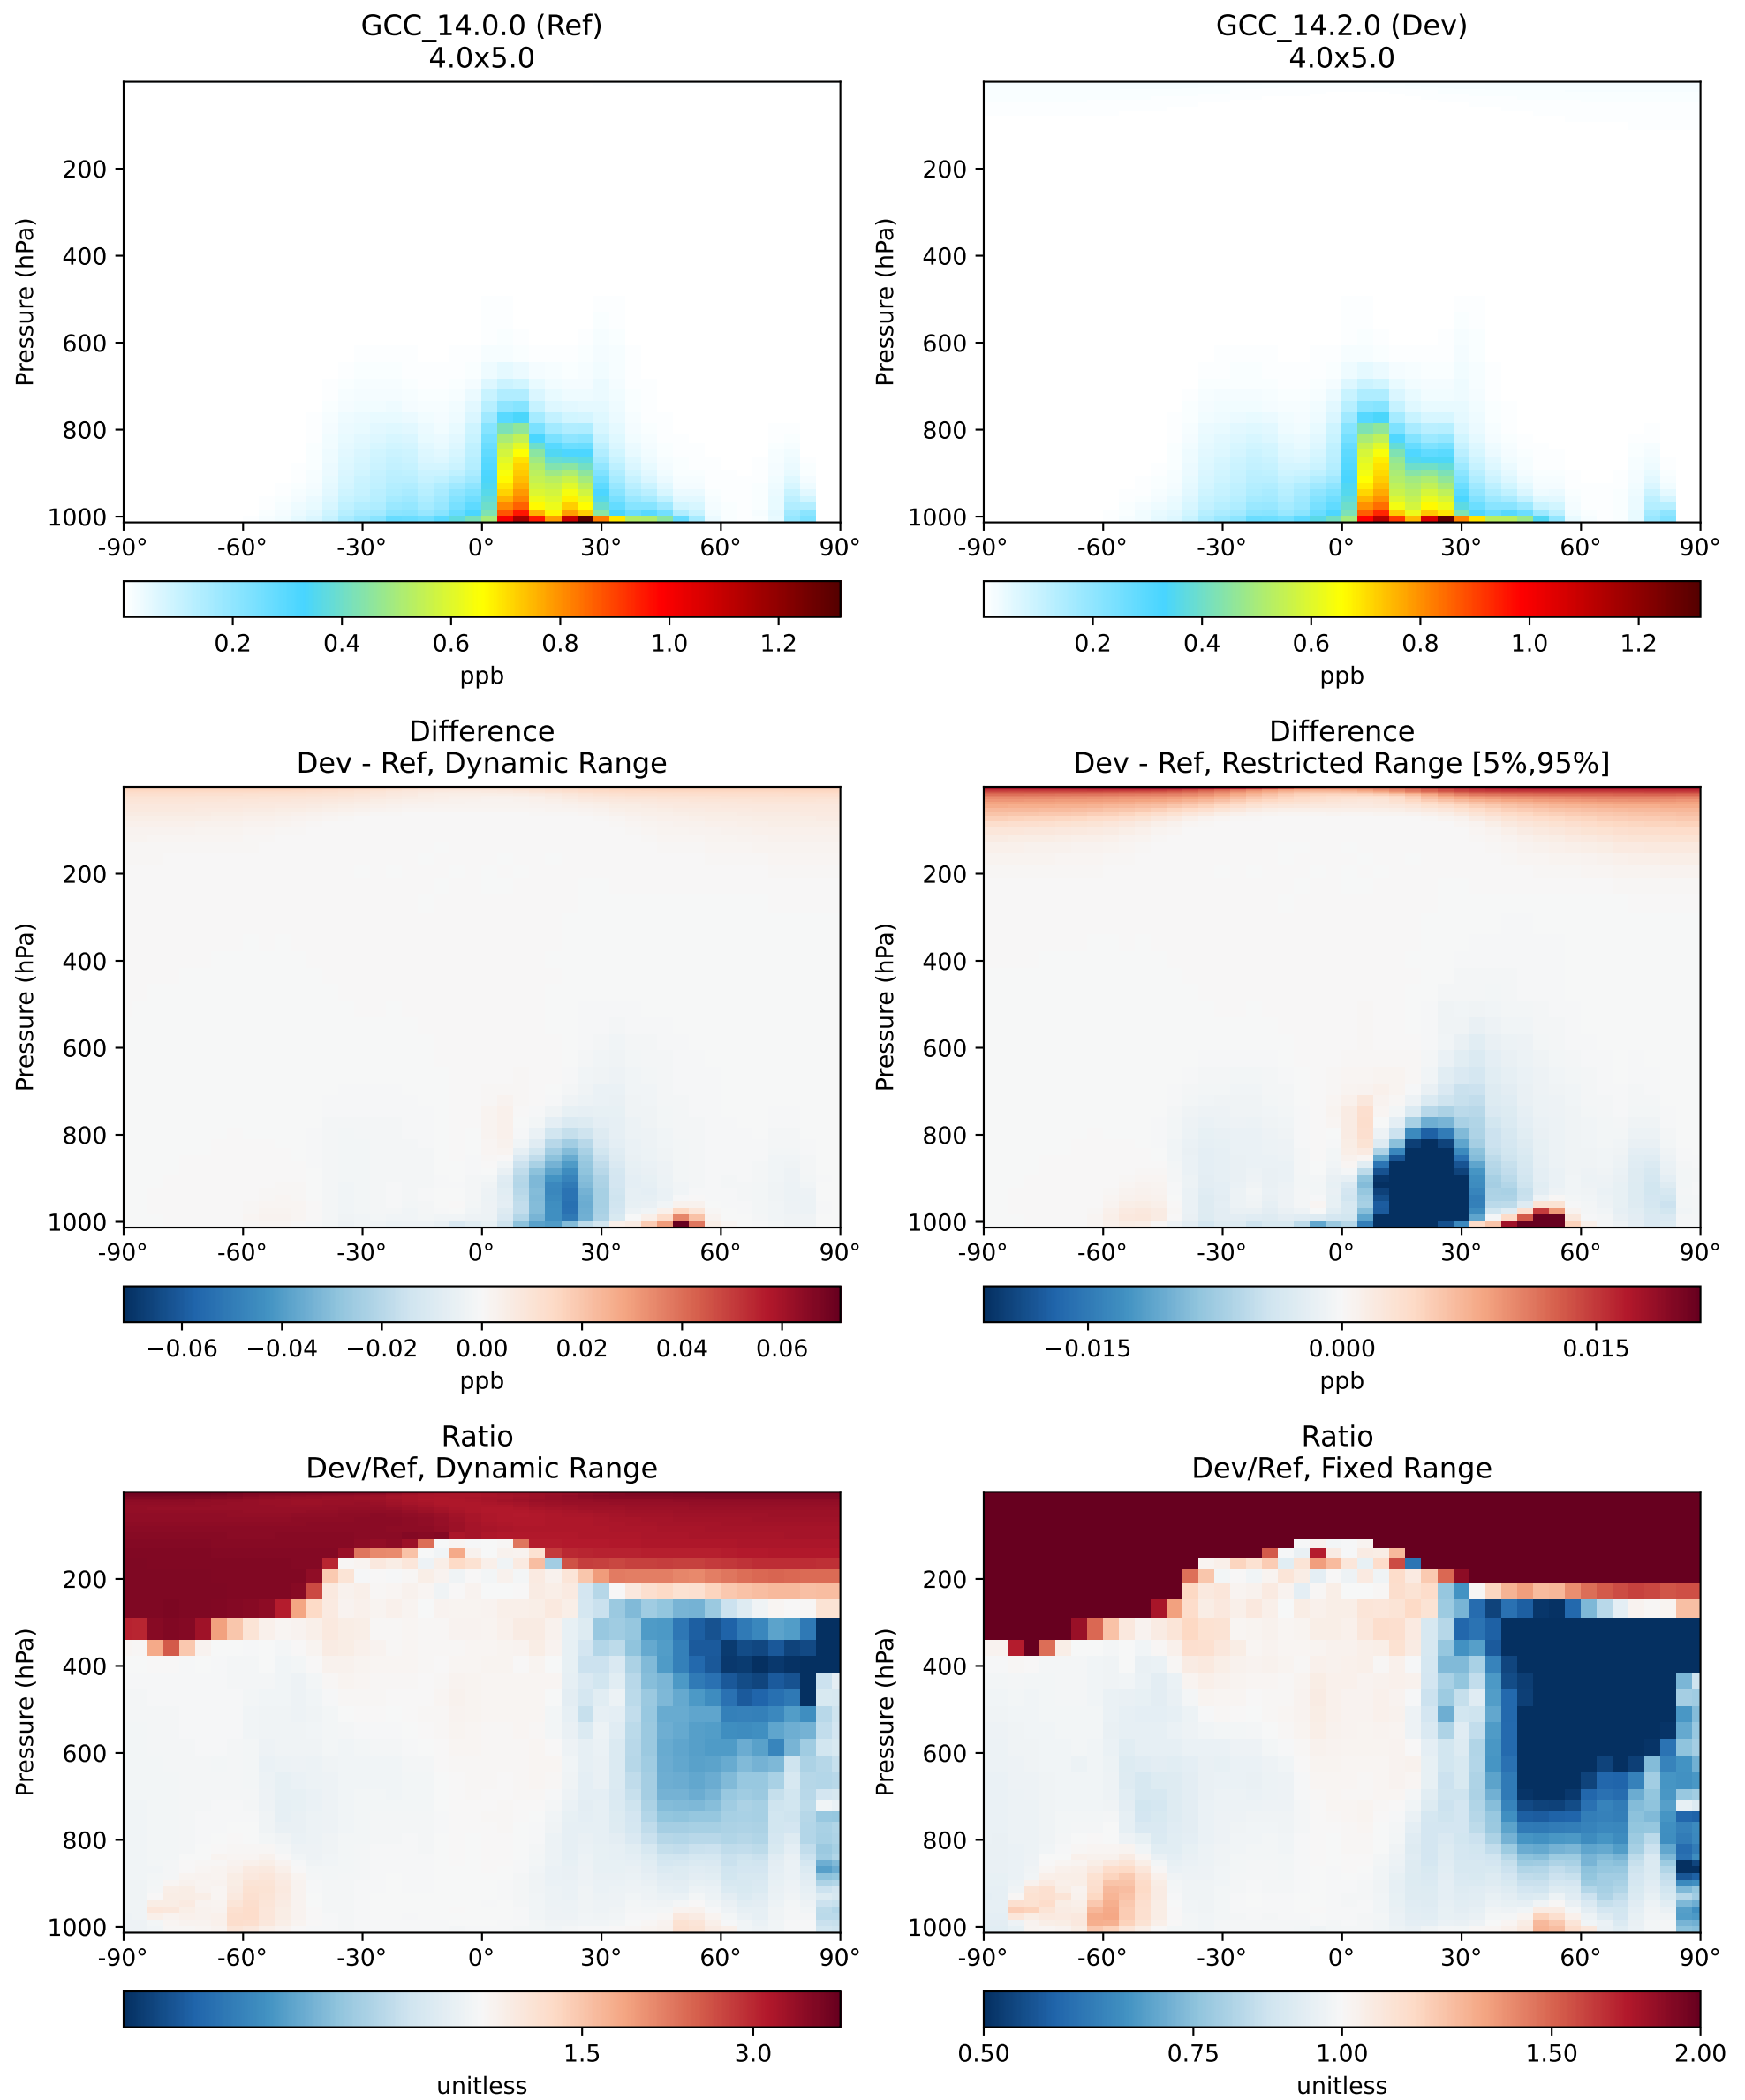 GCC_14.0.0 (Ref)
4.0x5.0
Pressure (hPa)
200
400
600
800
1000
-90° -60° -30° 0° 30° 60° 90°
0.2 0.4 0.6 0.8 1.0 1.2
ppb
GCC_14.2.0 (Dev)
4.0x5.0
Pressure (hPa)
200
400
600
800
1000
-90° -60° -30° 0° 30° 60° 90°
0.2 0.4 0.6 0.8 1.0 1.2
ppb
Difference
Dev - Ref, Dynamic Range
Pressure (hPa)
200
400
600
800
1000
-90° -60° -30° 0° 30° 60° 90°
−0.06 −0.04 −0.02 0.00 0.02 0.04 0.06
ppb
Difference
Dev - Ref, Restricted Range [5%,95%]
Pressure (hPa)
200
400
600
800
1000
-90° -60° -30° 0° 30° 60° 90°
−0.015 0.000 0.015
ppb
Ratio
Dev/Ref, Dynamic Range
Pressure (hPa)
200
400
600
800
1000
-90° -60° -30° 0° 30° 60° 90°
1.5 3.0
unitless
Ratio
Dev/Ref, Fixed Range
Pressure (hPa)
200
400
600
800
1000
-90° -60° -30° 0° 30° 60° 90°
0.50 0.75 1.00 1.50 2.00
unitless